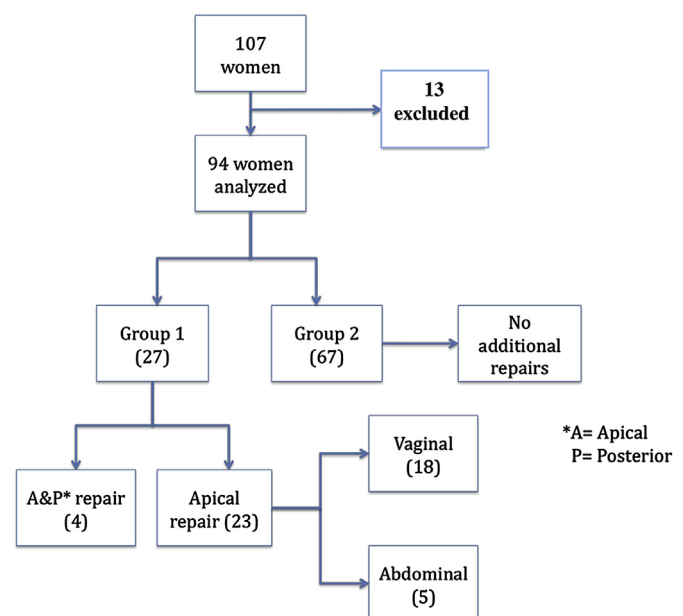 107
women
13
excluded
94 women
analyzed
Group 1
(27)
Group 2
(67)
No
additional
repairs
A&P* repair
(4)
Apical
repair (23)
Vaginal
(18)
*A= Apical
P= Posterior
Abdominal
(5)